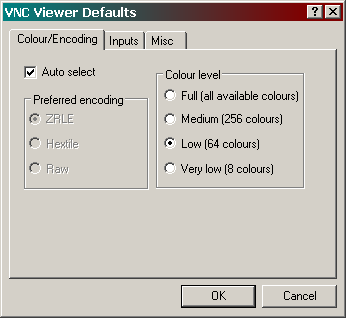 VNC Viewer Defaults
Colour/Encoding Inputs Misc
Auto select
Preferred encoding
ZRLE
Hextile
Raw
Colour level
Full (all available colours)
Medium (256 colours)
Low (64 colours)
Very low (8 colours)
OK Cancel